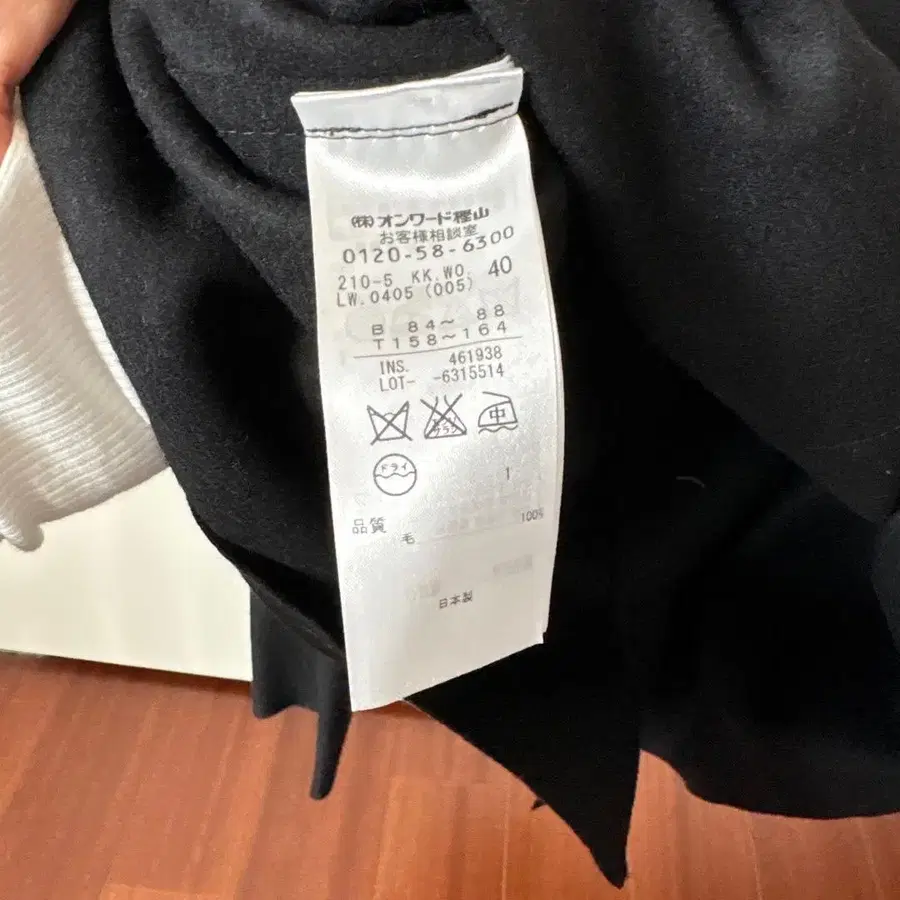 (株)オンワード樫山
お客様相談室
0120-58-6300
210-5 KK.WO. 40
LW.0405 (005)
B 84〜 88
T158〜164
INS. 461938
LOT- -6315514
中
ドライ
1
品質
毛 100%
日本製